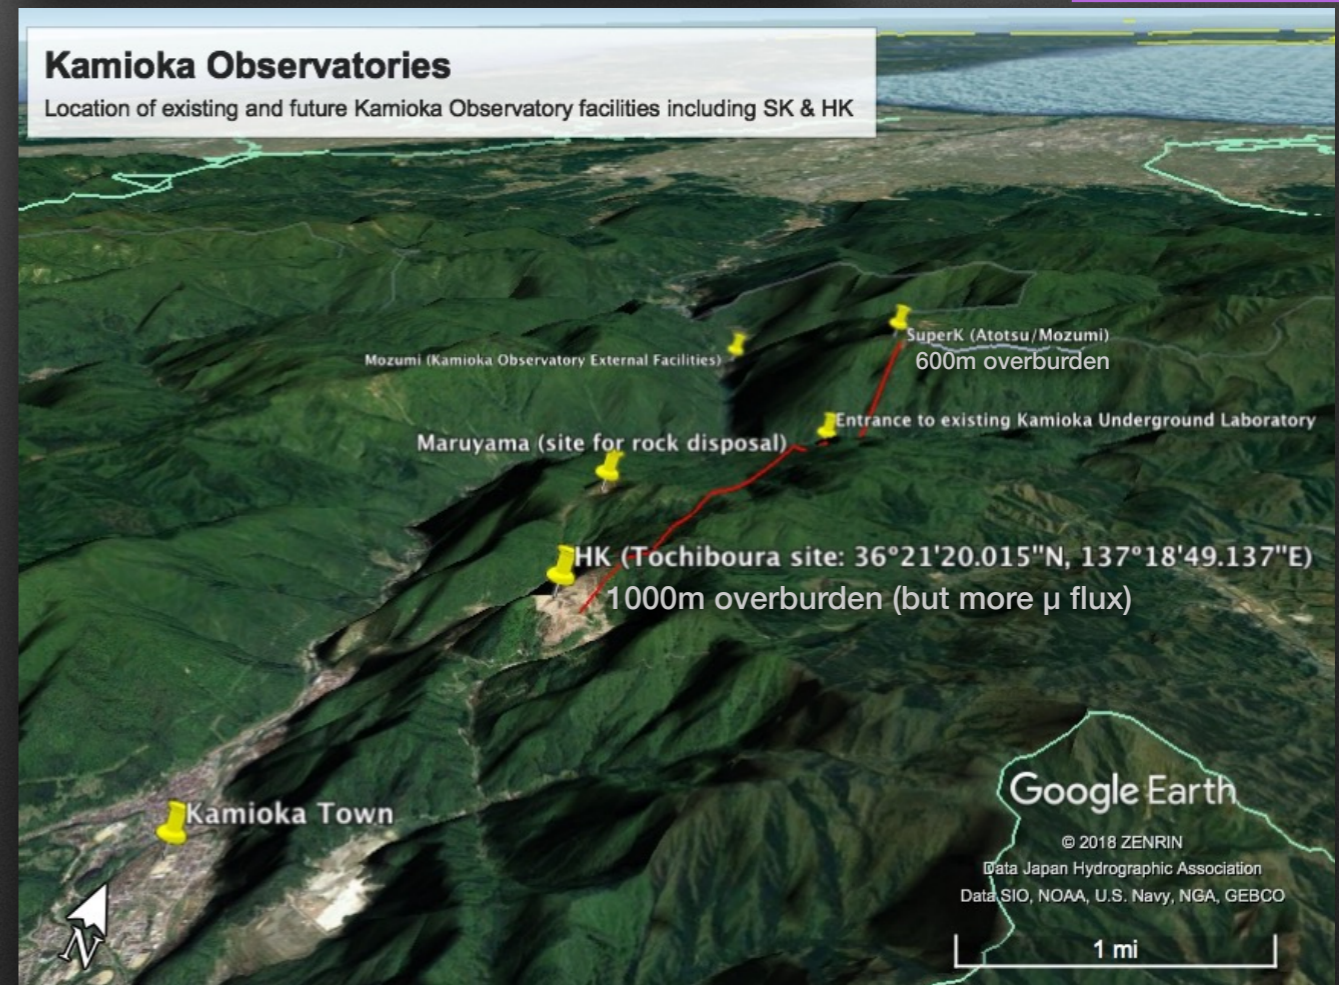 Kamioka Observatories
Location of existing and future Kamioka Observatory facilities including SK & HK
SuperK (Atotsu/Mozumi)
600m overburden
Mozumi (Kamioka Observatory External Facilities)
Entrance to existing Kamioka Underground Laboratory
Maruyama (site for rock disposal)
HK (Tochiboura site: 36°21'20.015"N, 137°18'49.137"E)
1000m overburden (but more µ flux)
Kamioka Town
Google Earth
© 2018 ZENRIN
Data Japan Hydrographic Association
Data SIO, NOAA, U.S. Navy, NGA, GEBCO
N
1 mi